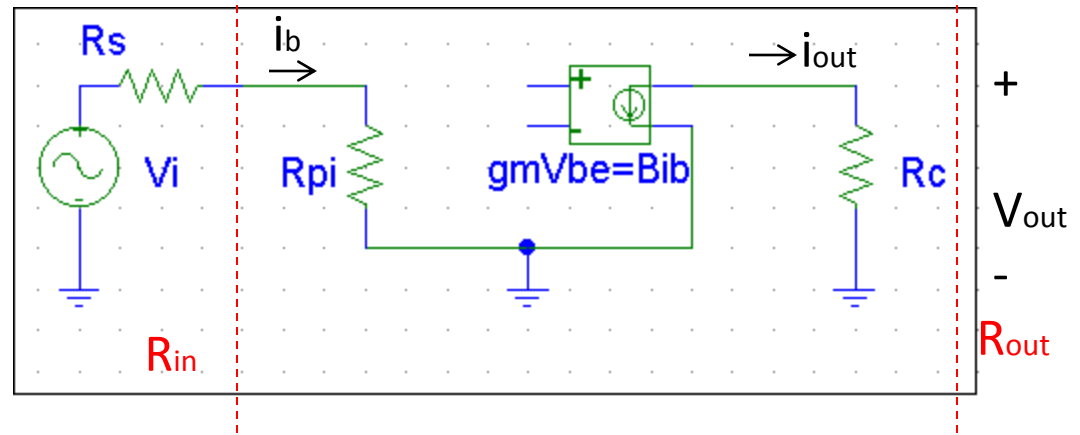 Rs
ib
iout
+
+
-
Vi
Rpi
gmVbe=Bib
Rc
Vout
+
-
-
Rin
Rout